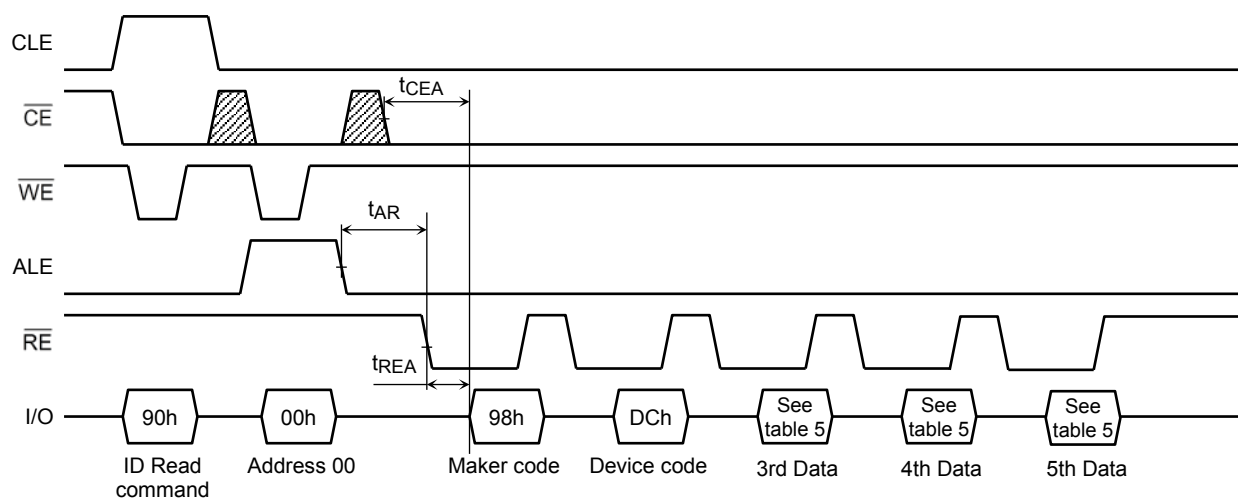 CLE
tCEA
CE
WE
tAR
ALE
RE
tREA
I/O
90h
00h
98h
DCh
See
table 5
See
table 5
See
table 5
ID Read
command
Address 00
Maker code
Device code
3rd Data
4th Data
5th Data